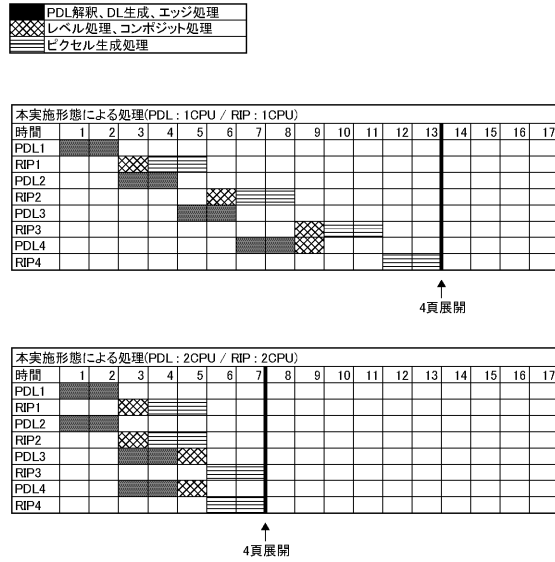 PDL解釈、DL生成、エッジ処理
レベル処理、コンポジット処理
ピクセル生成処理
本実施形態による処理(PDL : 1CPU / RIP : 1CPU)
時間 1 2 3 4 5 6 7 8 9 10 11 12 13 14 15 16 17
PDL1
RIP1
PDL2
RIP2
PDL3
RIP3
PDL4
RIP4
4頁展開
本実施形態による処理(PDL : 2CPU / RIP : 2CPU)
時間 1 2 3 4 5 6 7 8 9 10 11 12 13 14 15 16 17
PDL1
RIP1
PDL2
RIP2
PDL3
RIP3
PDL4
RIP4
4頁展開